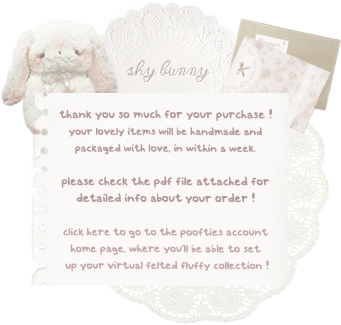 shy bunny
thank you so much for your purchase !
your lovely items will be handmade and
packaged with love, in within a week.
please check the pdf file attached for
detailed info about your order !
click here to go to the poofties account
home page, where you'll be able to set
up your virtual felted fluffy collection !